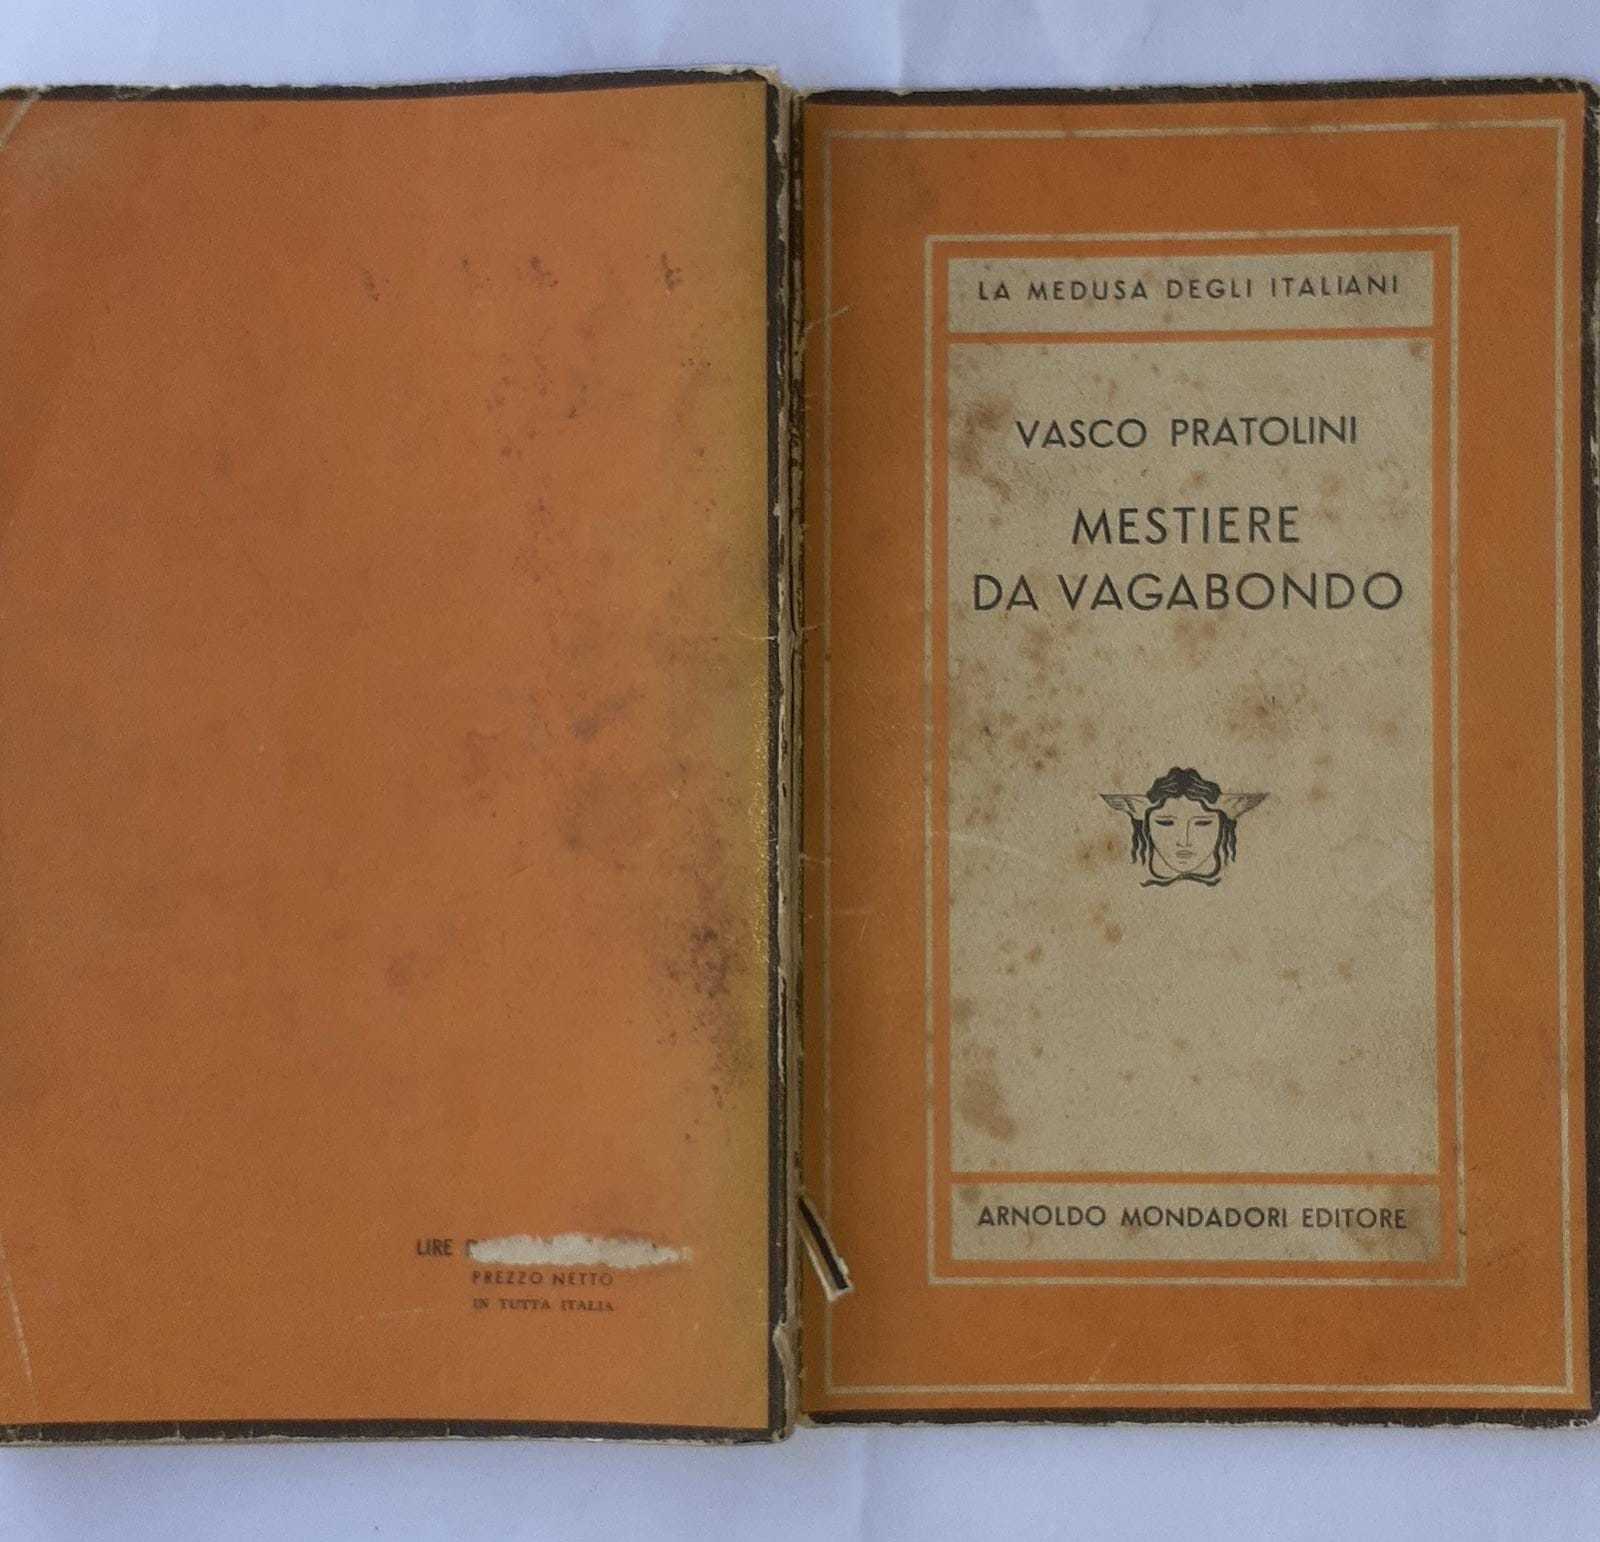 LIRE
PREZZO NETTO
IN TUTTA ITALIA
LA MEDUSA DEGLI ITALIANI
VASCO PRATOLINI
MESTIERE
DA VAGABONDO
ARNOLDO MONDADORI EDITORE